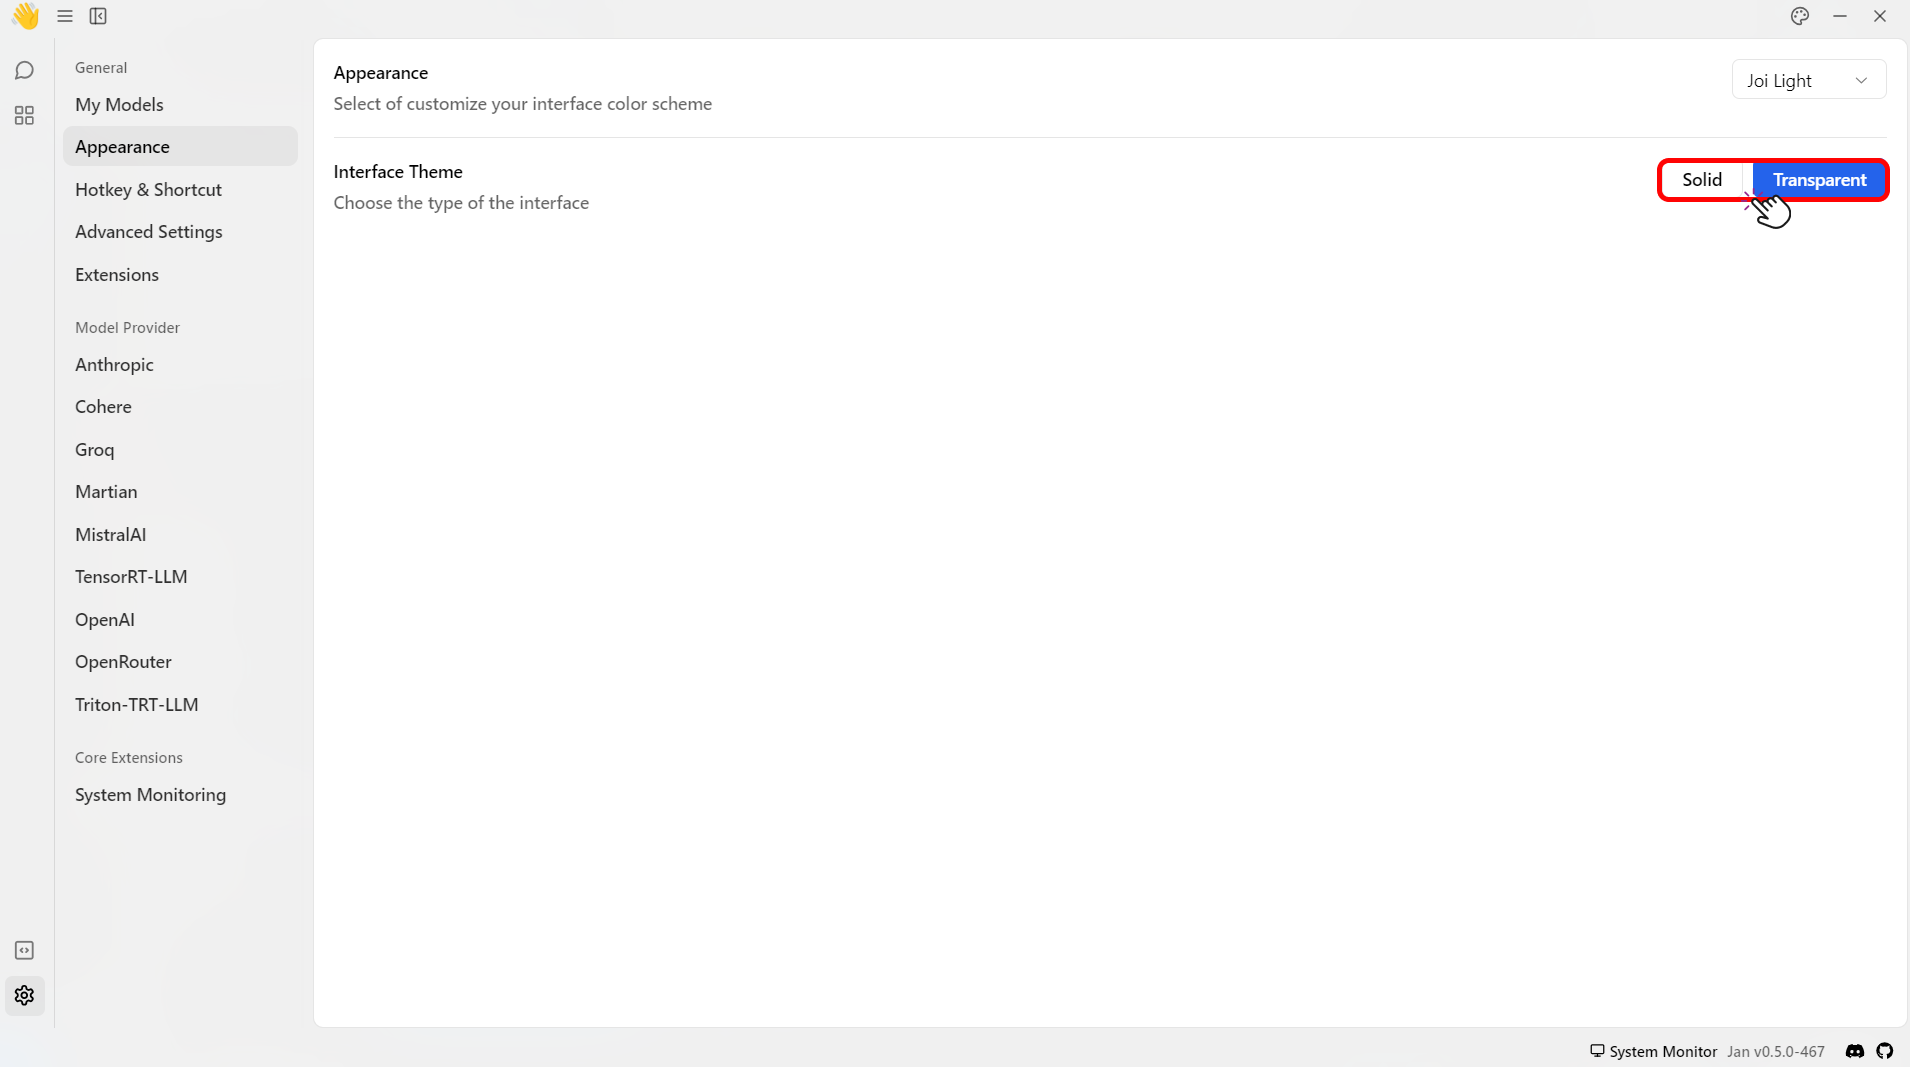 General
My Models
Appearance
Hotkey & Shortcut
Advanced Settings
Extensions
Model Provider
Anthropic
Cohere
Groq
Martian
MistralAI
TensorRT-LLM
OpenAI
OpenRouter
Triton-TRT-LLM
Core Extensions
System Monitoring
Appearance
Select of customize your interface color scheme
Joi Light
Interface Theme
Choose the type of the interface
Solid
Transparent
System Monitor
Jan v0.5.0-467